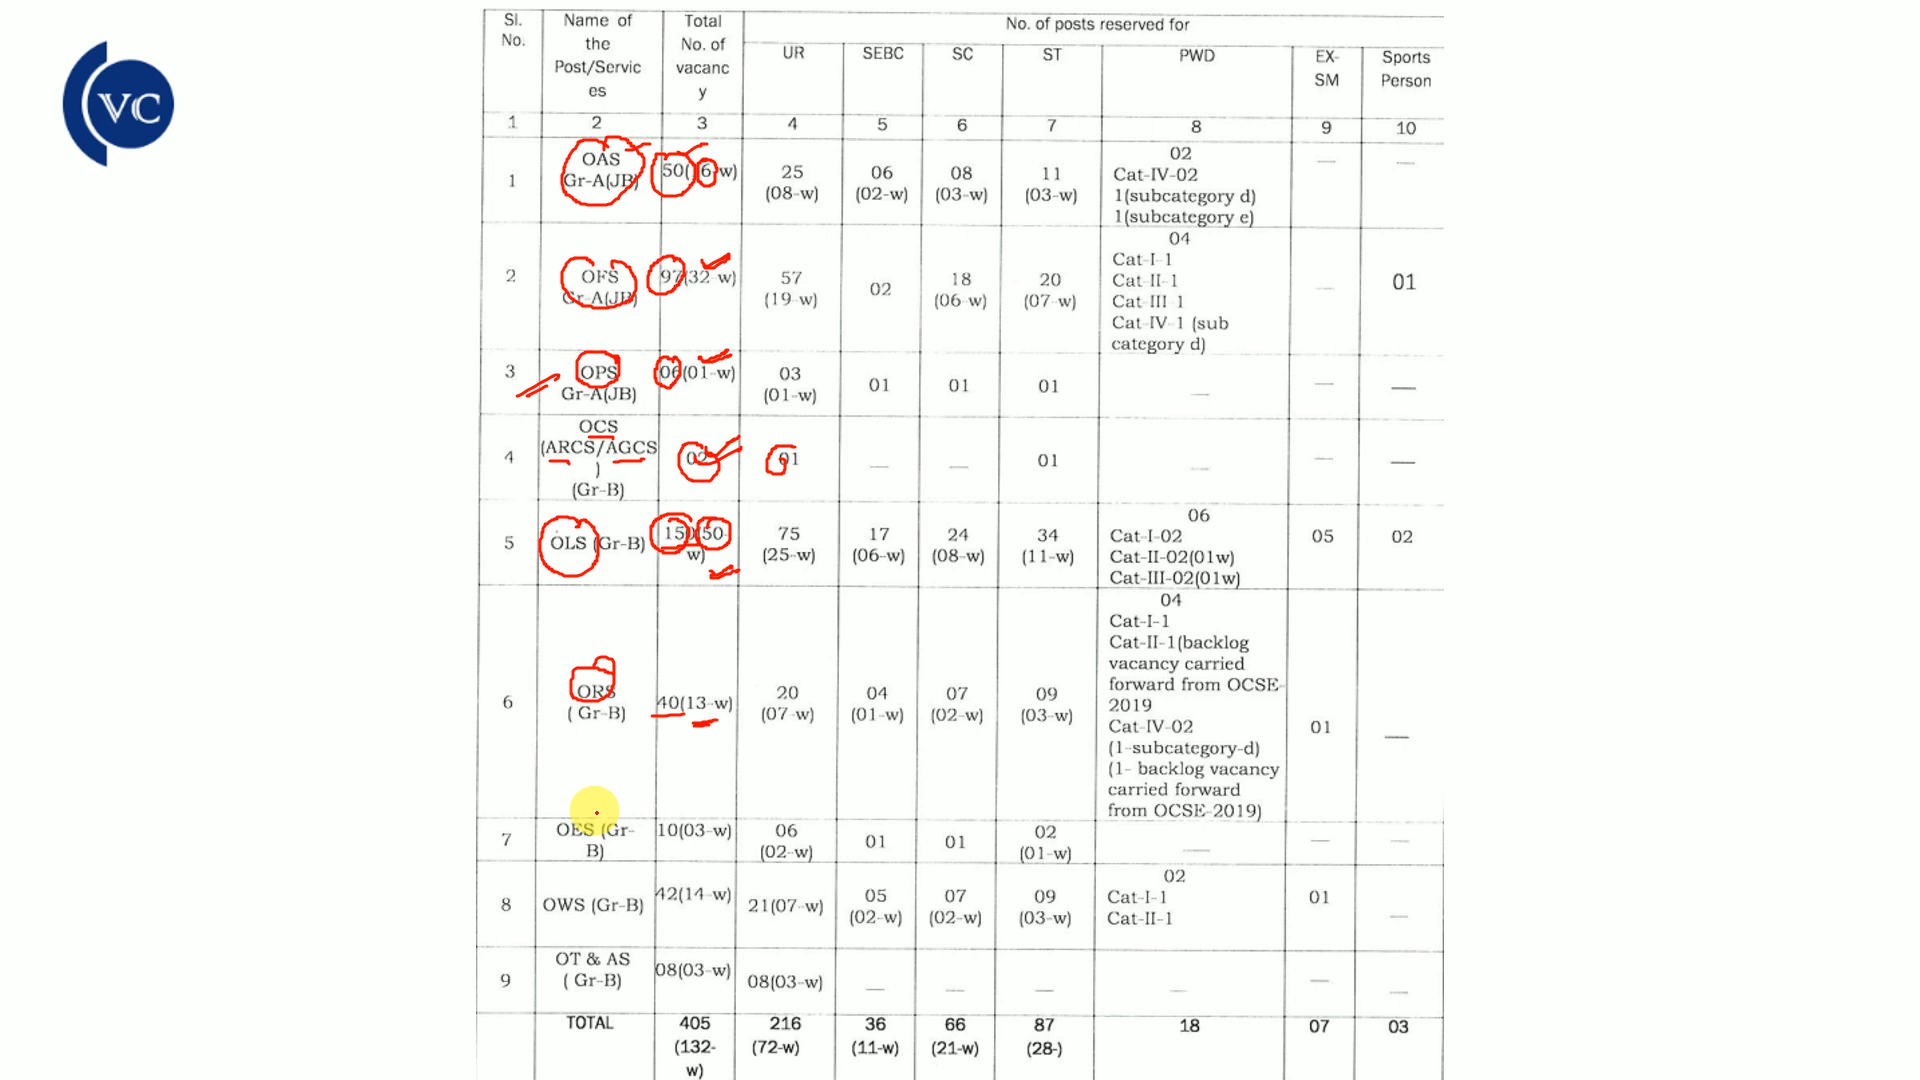 VC
Sl. No.
Name of the Post/Servic es
Total No. of vacanc y
No. of posts reserved for
UR SEBC SC ST PWD EX-SM Sports Person
1 2 3 4 5 6 7 8 9 10
1 OAS Gr-A(JB) 50( 6-w) 25 (08-w) 06 (02-w) 08 (03-w) 11 (03-w) 02 Cat-IV-02 1(subcategory d) 1(subcategory e) — —
2 OFS Gr-A(JB) 97(32-w) 57 (19-w) 02 18 (06-w) 20 (07-w) 04 Cat-I-1 Cat-II-1 Cat-III-1 Cat-IV-1 (sub category d) — 01
3 OPS Gr-A(JB) 06(01-w) 03 (01-w) 01 01 01 — — —
4 OCS (ARCS/AGCS ) (Gr-B) 02 01 — — 01 — — —
5 OLS (Gr-B) 150(50-w) 75 (25-w) 17 (06-w) 24 (08-w) 34 (11-w) 06 Cat-I-02 Cat-II-02(01w) Cat-III-02(01w) 05 02
6 ORS ( Gr-B) 40(13-w) 20 (07-w) 04 (01-w) 07 (02-w) 09 (03-w) 04 Cat-I-1 Cat-II-1(backlog vacancy carried forward from OCSE-2019 Cat-IV-02 (1-subcategory-d) (1- backlog vacancy carried forward from OCSE-2019) 01 —
7 OES (Gr-B) 10(03-w) 06 (02-w) 01 01 02 (01-w) — — —
8 OWS (Gr-B) 42(14-w) 21(07-w) 05 (02-w) 07 (02-w) 09 (03-w) 02 Cat-I-1 Cat-II-1 01 —
9 OT & AS ( Gr-B) 08(03-w) 08(03-w) — — — — — —
TOTAL 405 (132-w) 216 (72-w) 36 (11-w) 66 (21-w) 87 (28-) 18 07 03